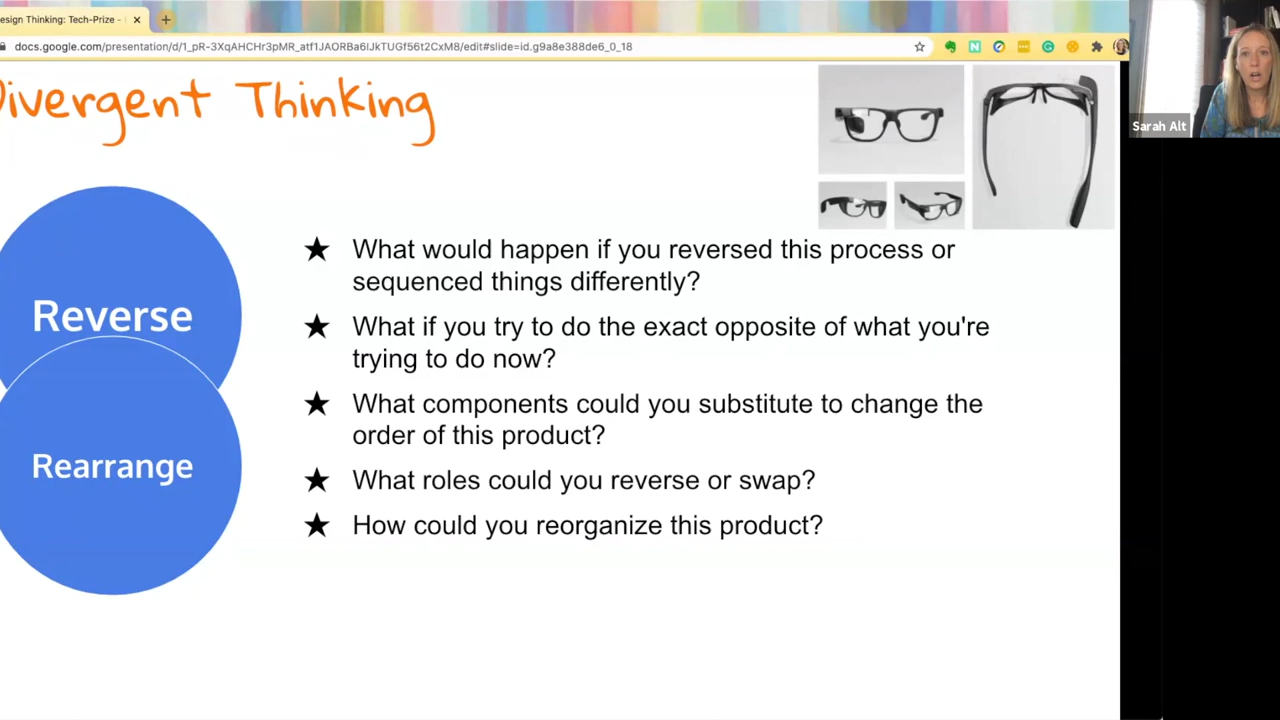 esign Thinking: Tech-Prize -
docs.google.com/presentation/d/1_pR-3XqAHCHr3pMR_atf1JAORBa6lJkTUGf56t2CxM8/edit#slide=id.g9a8e388de6_0_18
Divergent Thinking
Sarah Alt
Reverse
Rearrange
★ What would happen if you reversed this process or
sequenced things differently?
★ What if you try to do the exact opposite of what you're
trying to do now?
★ What components could you substitute to change the
order of this product?
★ What roles could you reverse or swap?
★ How could you reorganize this product?